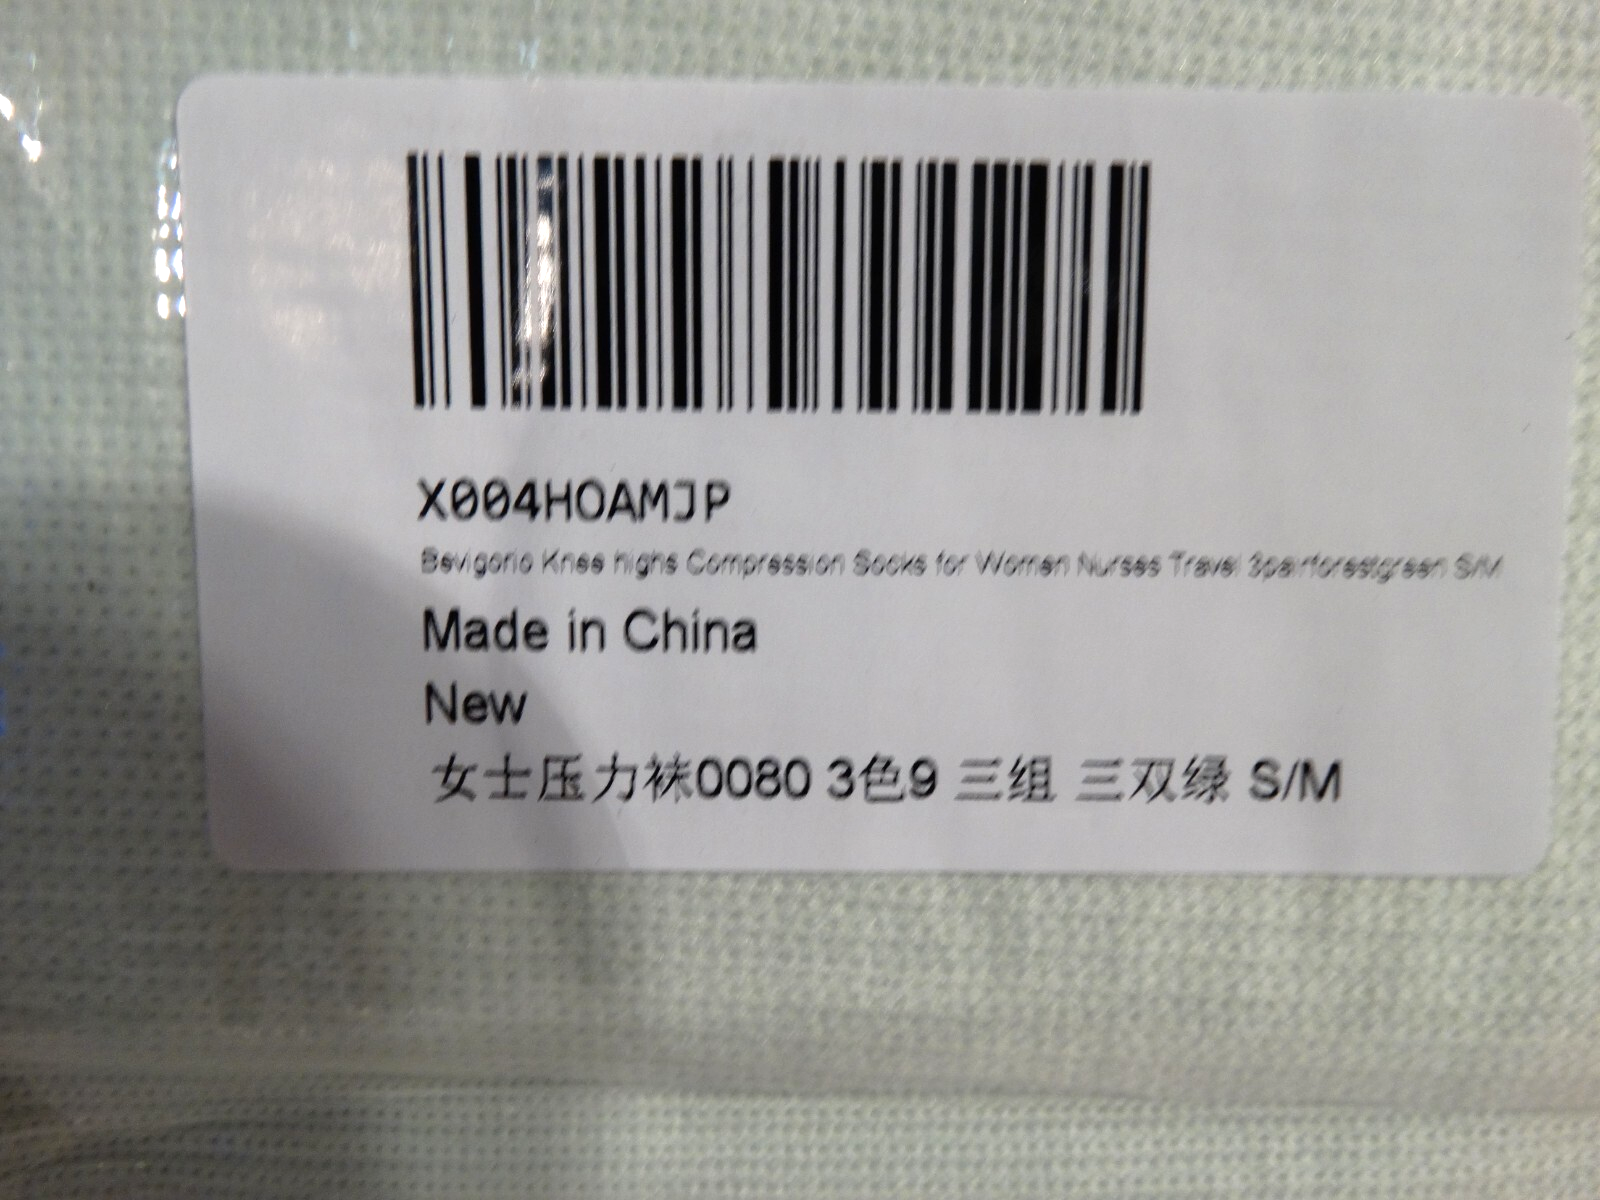 X004HOAMJP
Bevigorio Knee highs Compression Socks for Women Nurses Travel 3pairforestgreen S/M
Made in China
New
女士压力袜0080 3色9 三组 三双绿 S/M